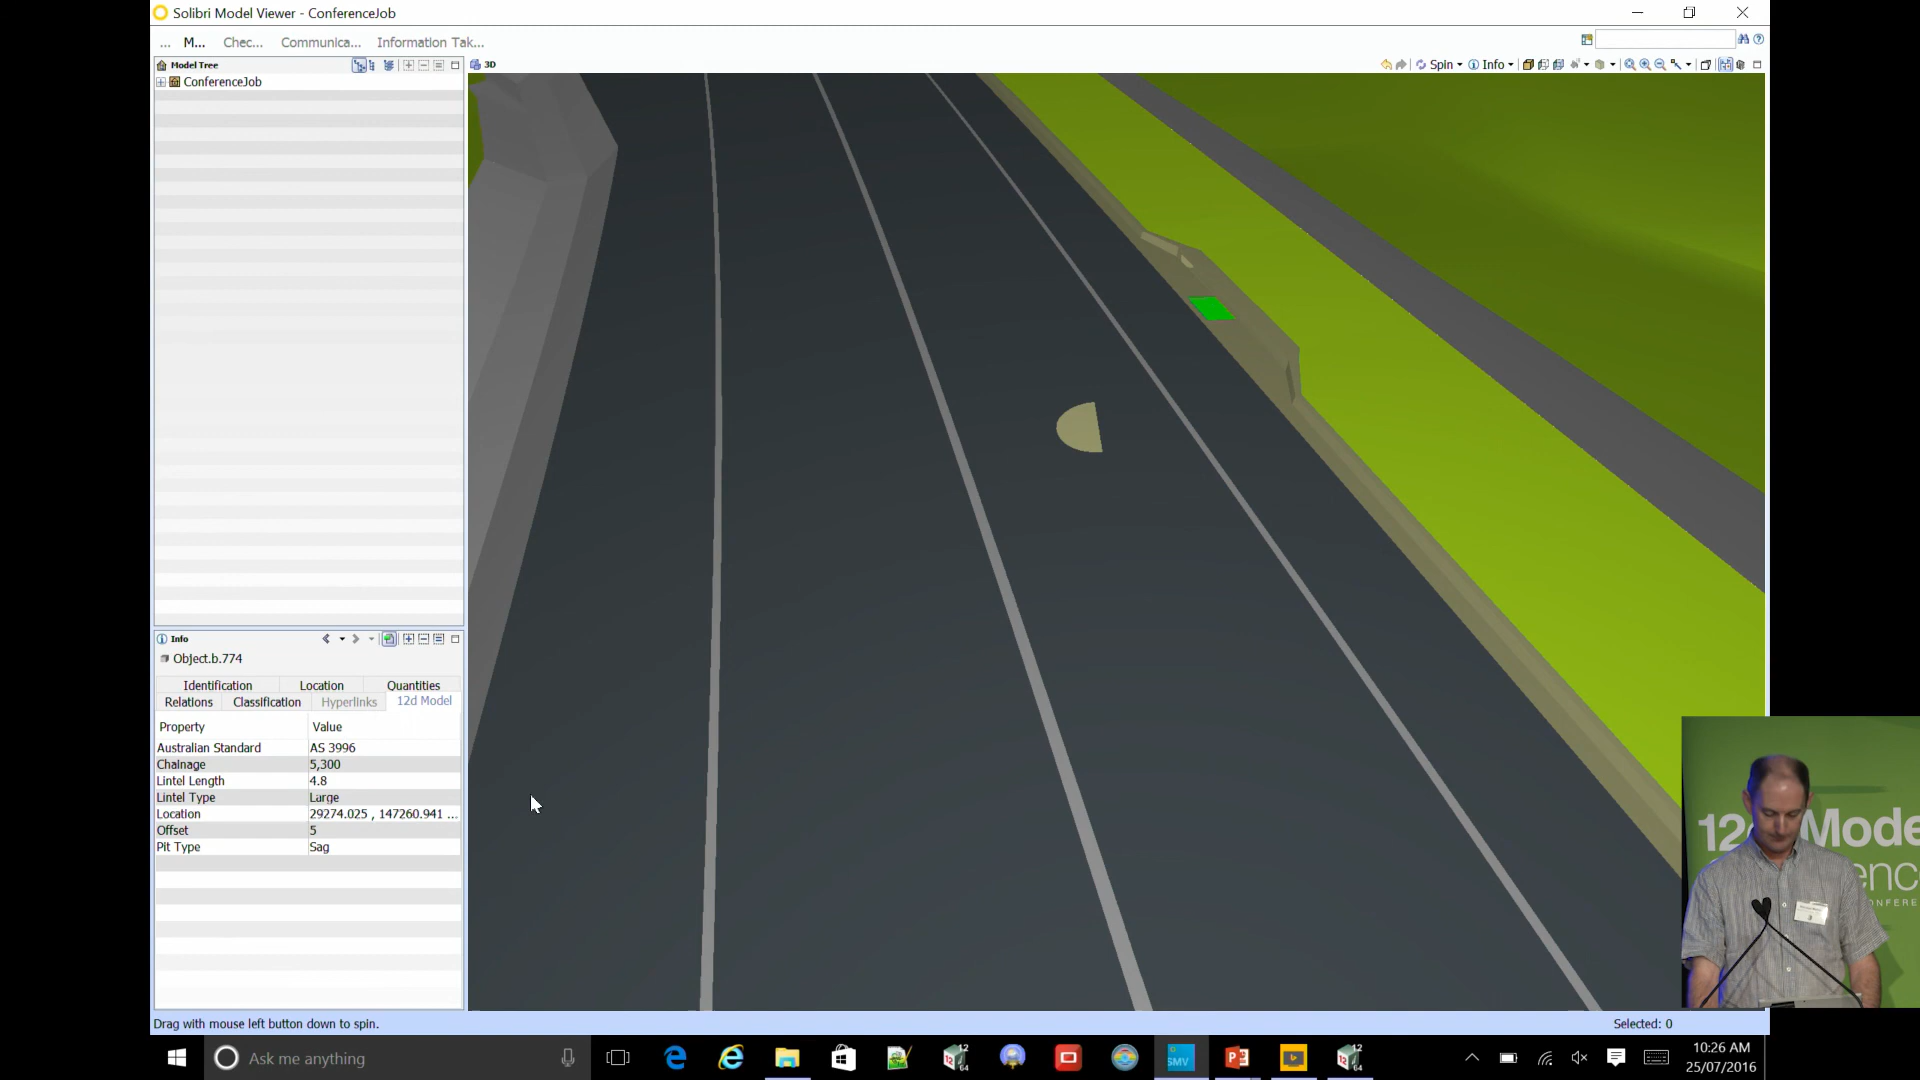 Solibri Model Viewer - ConferenceJob
... M... Chec... Communica... Information Tak...
Model Tree
3D
Spin
Info
ConferenceJob
Info
Object.b.774
Identification Location Quantities
Relations Classification Hyperlinks 12d Model
Property Value
Australian Standard AS 3996
Chainage 5,300
Lintel Length 4.8
Lintel Type Large
Location 29274.025 , 147260.941 ...
Offset 5
Pit Type Sag
Drag with mouse left button down to spin.
Selected: 0
Ask me anything
SMV
10:26 AM
25/07/2016